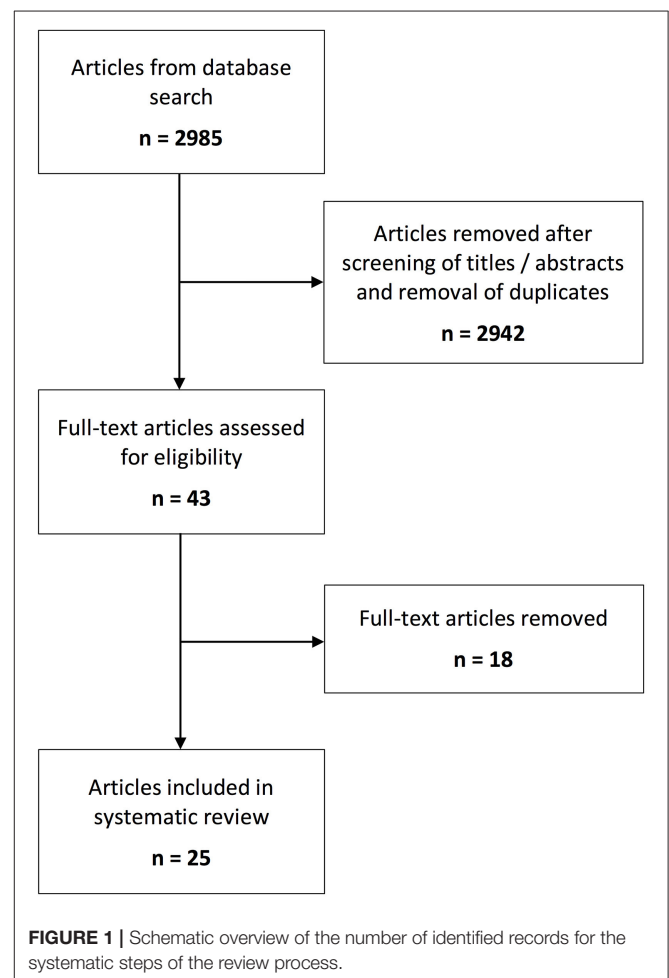 Articles from database
search
n = 2985
Articles removed after
screening of titles / abstracts
and removal of duplicates
n = 2942
Full-text articles assessed
for eligibility
n = 43
Full-text articles removed
n = 18
Articles included in
systematic review
n = 25
FIGURE 1 | Schematic overview of the number of identified records for the
systematic steps of the review process.